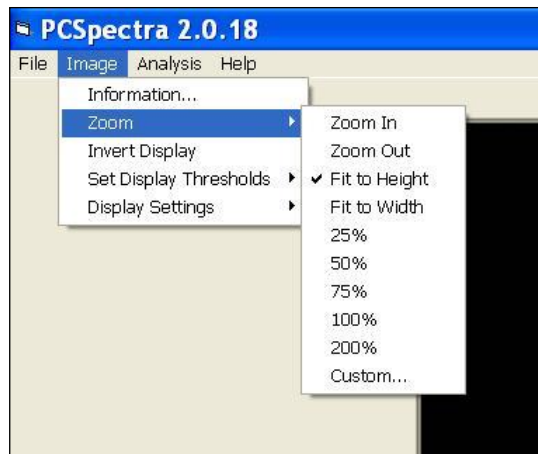 PCSpectra 2.0.18
File Image Analysis Help
Information...
Zoom
Invert Display
Set Display Thresholds
Display Settings
Zoom In
Zoom Out
Fit to Height
Fit to Width
25%
50%
75%
100%
200%
Custom...